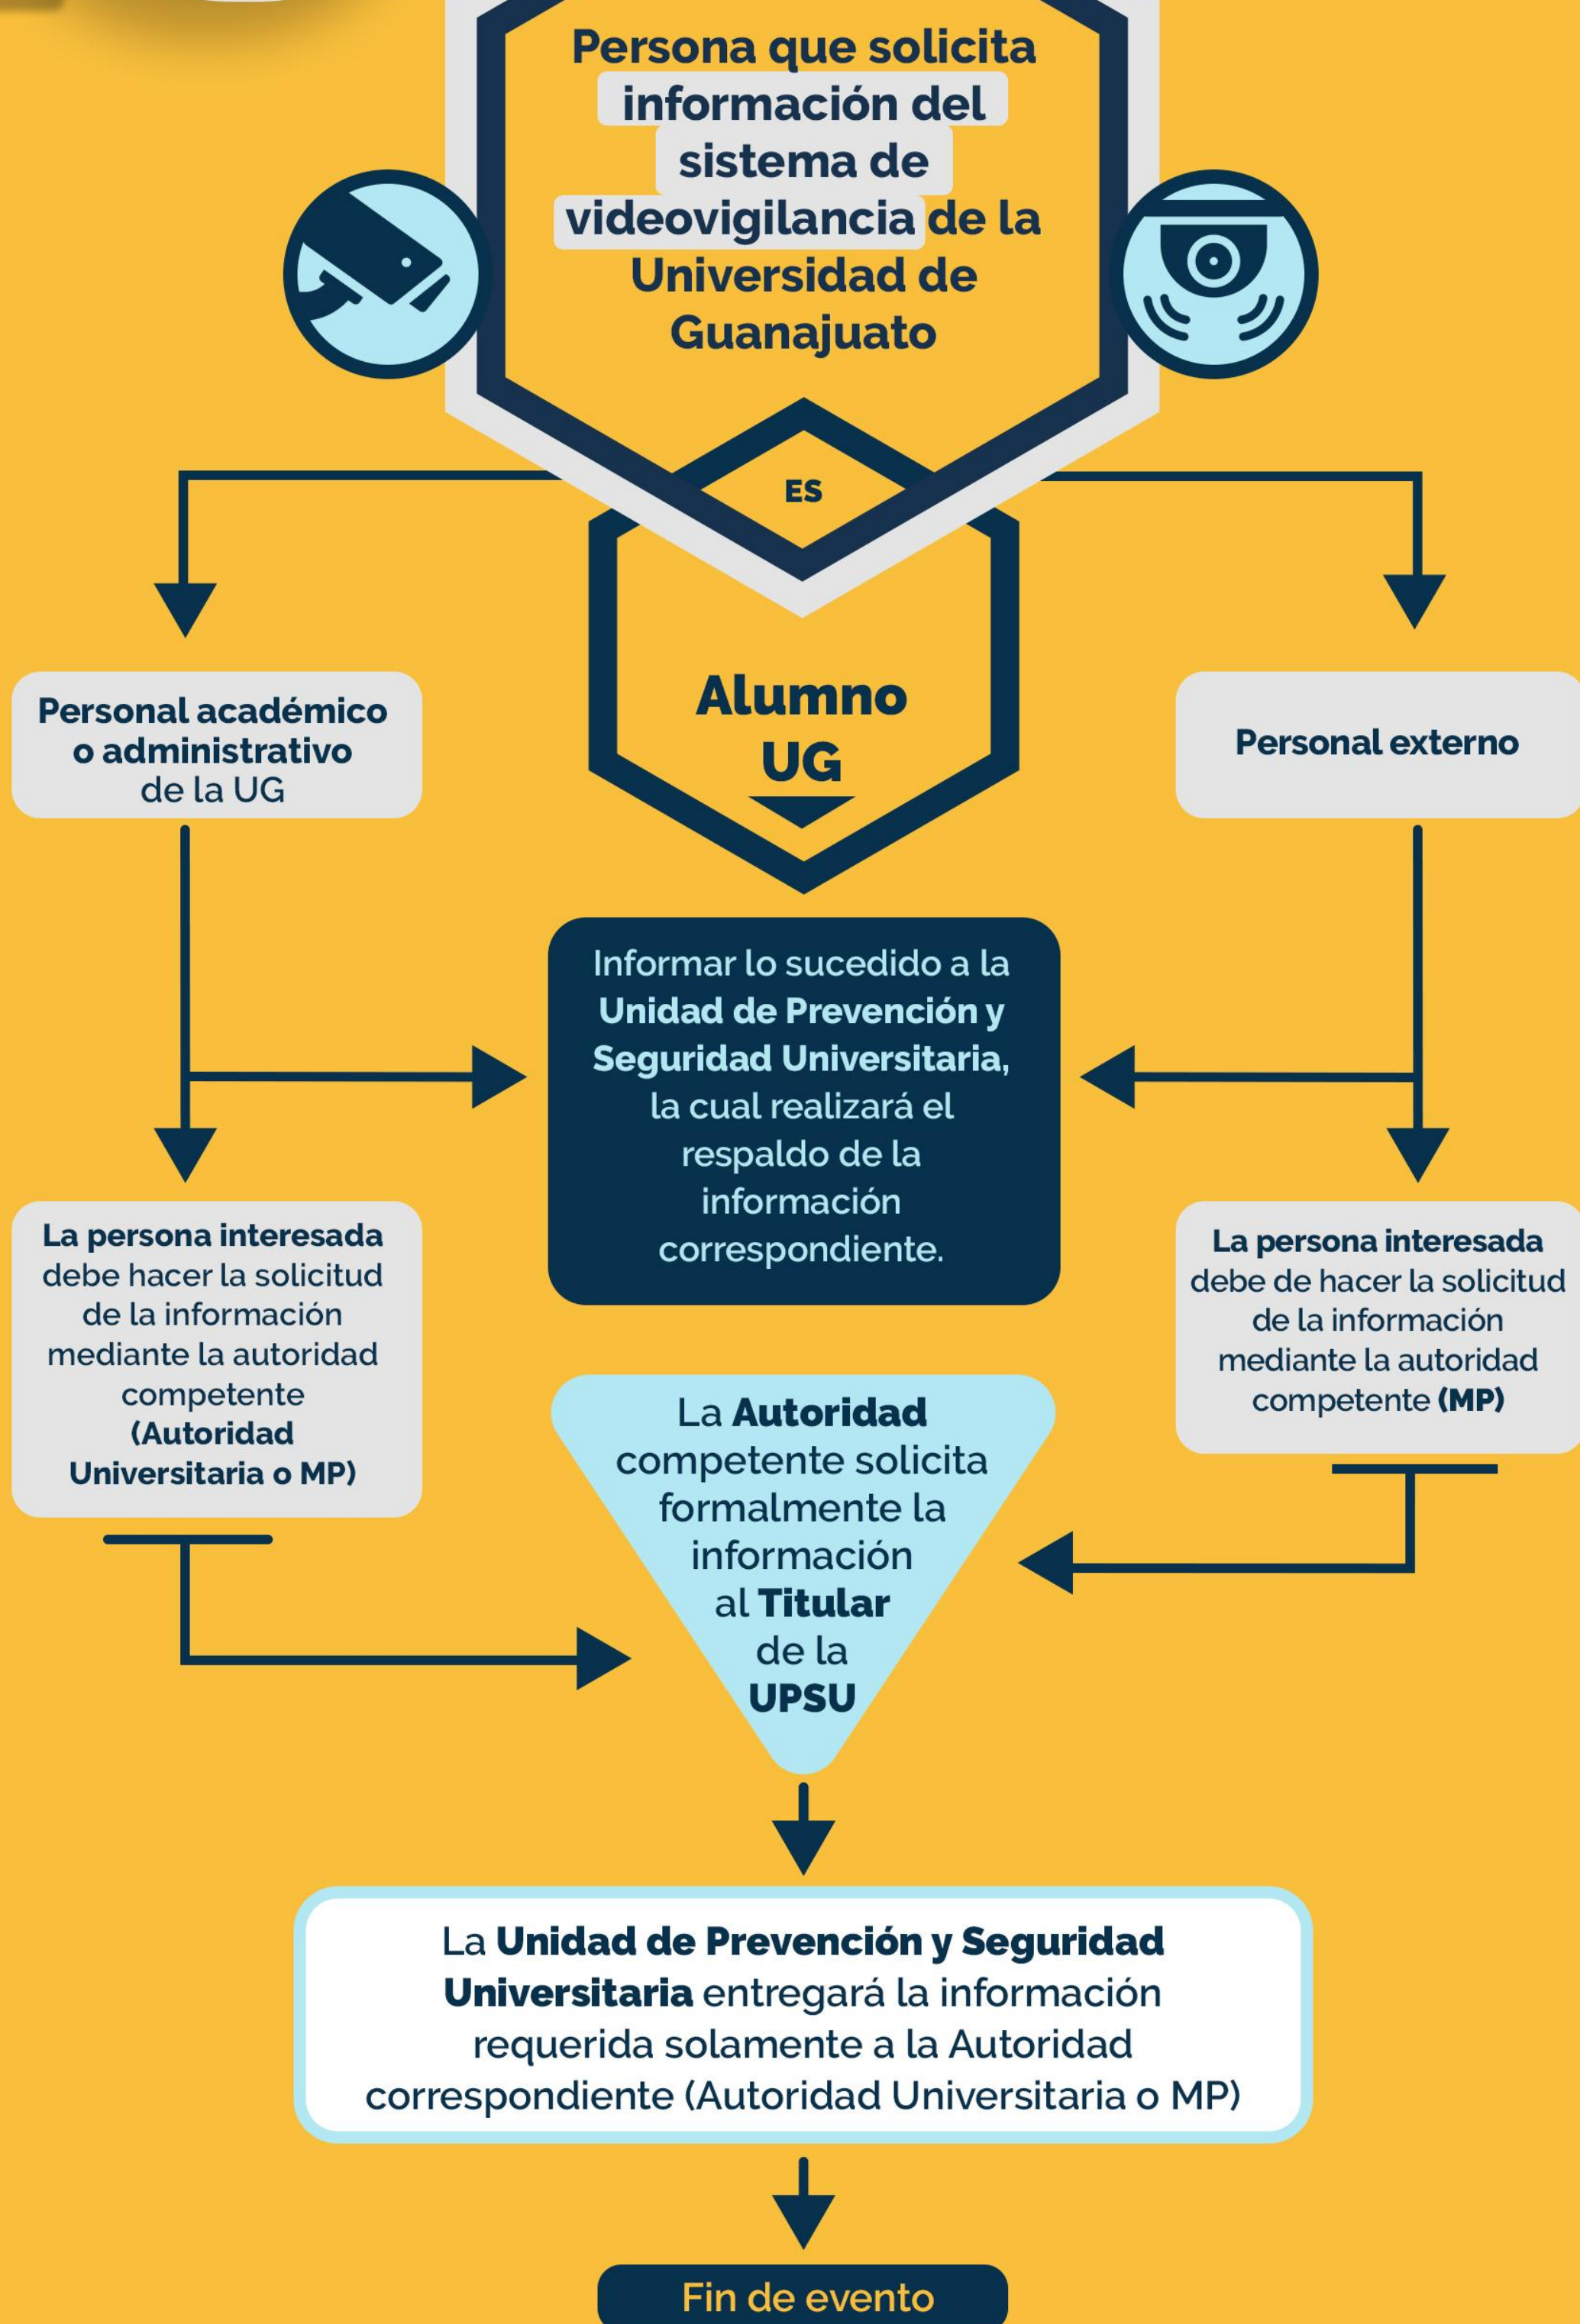 Persona que solicita
información del
sistema de
videovigilancia de la
Universidad de
Guanajuato
ES
Personal académico
o administrativo
de la UG
Alumno
UG
Personal externo
Informar lo sucedido a la
Unidad de Prevención y
Seguridad Universitaria,
la cual realizará el
respaldo de la
información
correspondiente.
La persona interesada
debe hacer la solicitud
de la información
mediante la autoridad
competente
(Autoridad
Universitaria o MP)
La persona interesada
debe de hacer la solicitud
de la información
mediante la autoridad
competente (MP)
La Autoridad
competente solicita
formalmente la
información
al Titular
de la
UPSU
La Unidad de Prevención y Seguridad
Universitaria entregará la información
requerida solamente a la Autoridad
correspondiente (Autoridad Universitaria o MP)
Fin de evento